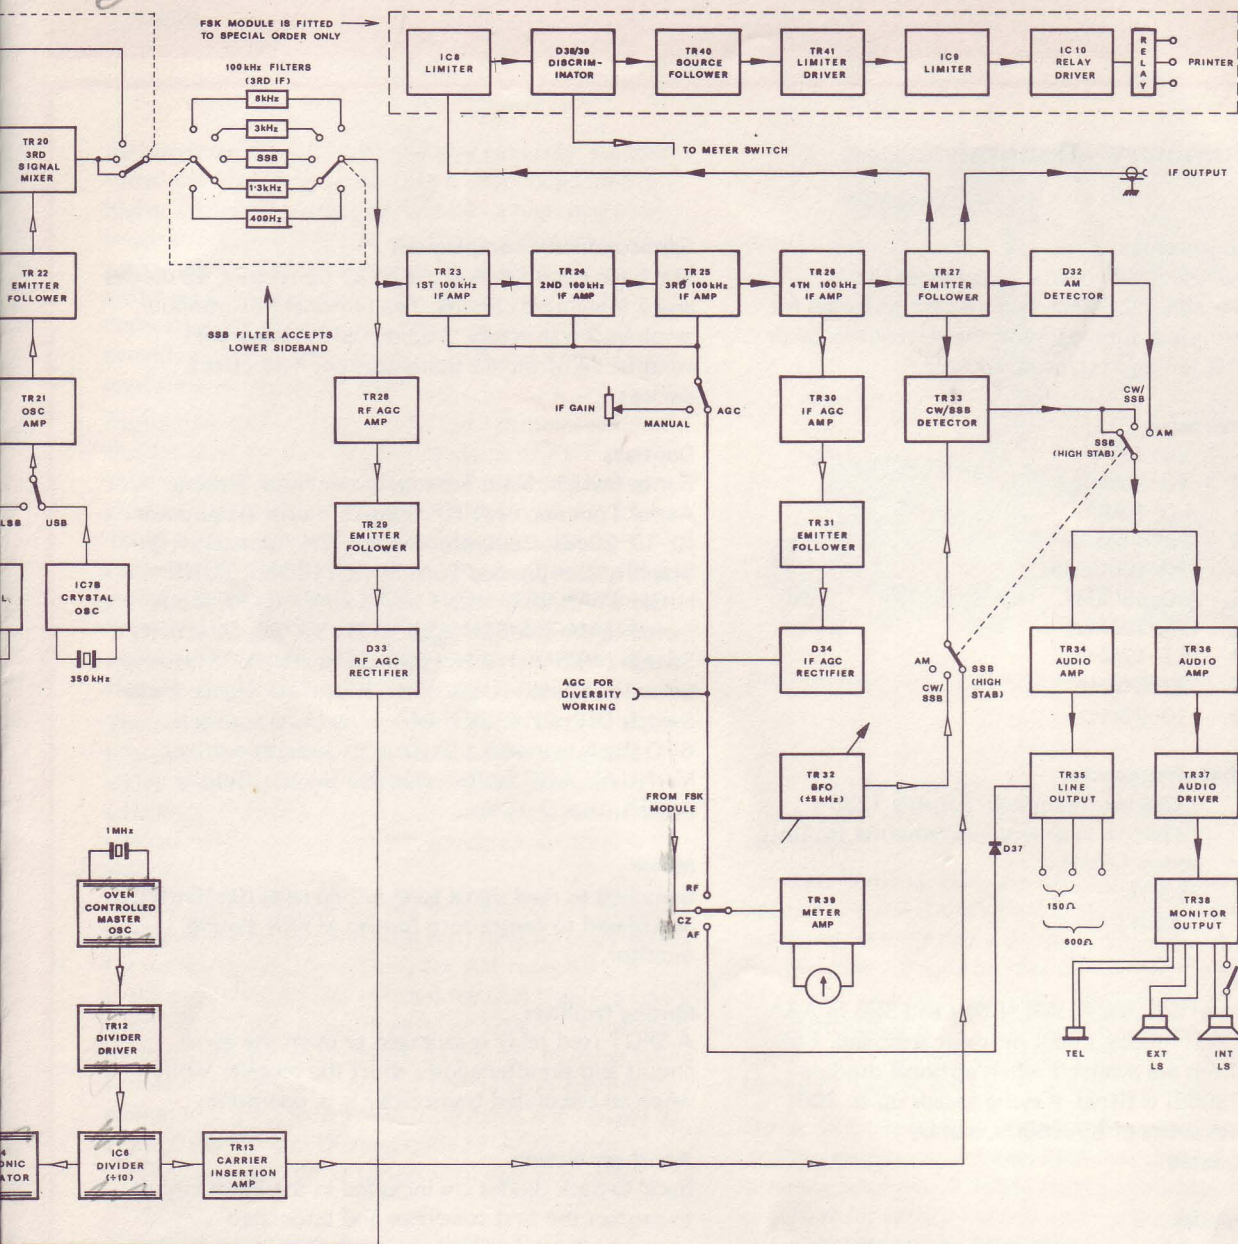 FSK MODULE IS FITTED
TO SPECIAL ORDER ONLY
IC8
LIMITER
D38/39
DISCRIM-
INATOR
TR40
SOURCE
FOLLOWER
TR41
LIMITER
DRIVER
IC9
LIMITER
IC10
RELAY
DRIVER
RELAY
PRINTER
100kHz FILTERS
(3RD IF)
8kHz
3kHz
SSB
1·3kHz
400Hz
TR20
3RD
SIGNAL
MIXER
TO METER SWITCH
IF OUTPUT
TR22
EMITTER
FOLLOWER
TR23
1ST 100kHz
IF AMP
TR24
2ND 100kHz
IF AMP
TR25
3RD 100kHz
IF AMP
TR26
4TH 100kHz
IF AMP
TR27
EMITTER
FOLLOWER
D32
AM
DETECTOR
SSB FILTER ACCEPTS
LOWER SIDEBAND
TR21
OSC
AMP
TR28
RF AGC
AMP
IF GAIN
MANUAL
AGC
TR30
IF AGC
AMP
TR33
CW/SSB
DETECTOR
CW/
SSB
AM
SSB
(HIGH STAB)
LSB
USB
TR29
EMITTER
FOLLOWER
TR31
EMITTER
FOLLOWER
IC7B
CRYSTAL
OSC
350kHz
L
D33
RF AGC
RECTIFIER
D34
IF AGC
RECTIFIER
AM
CW/
SSB
SSB
(HIGH
STAB)
TR34
AUDIO
AMP
TR36
AUDIO
AMP
AGC FOR
DIVERSITY
WORKING
TR32
BFO
(±5kHz)
TR35
LINE
OUTPUT
TR37
AUDIO
DRIVER
FROM FSK
MODULE
D37
1MHz
OVEN
CONTROLLED
MASTER
OSC
RF
CZ
AF
TR39
METER
AMP
150Ω
600Ω
TR38
MONITOR
OUTPUT
TR12
DIVIDER
DRIVER
TEL
EXT
LS
INT
LS
4
ONIC
ATOR
IC6
DIVIDER
(÷10)
TR13
CARRIER
INSERTION
AMP